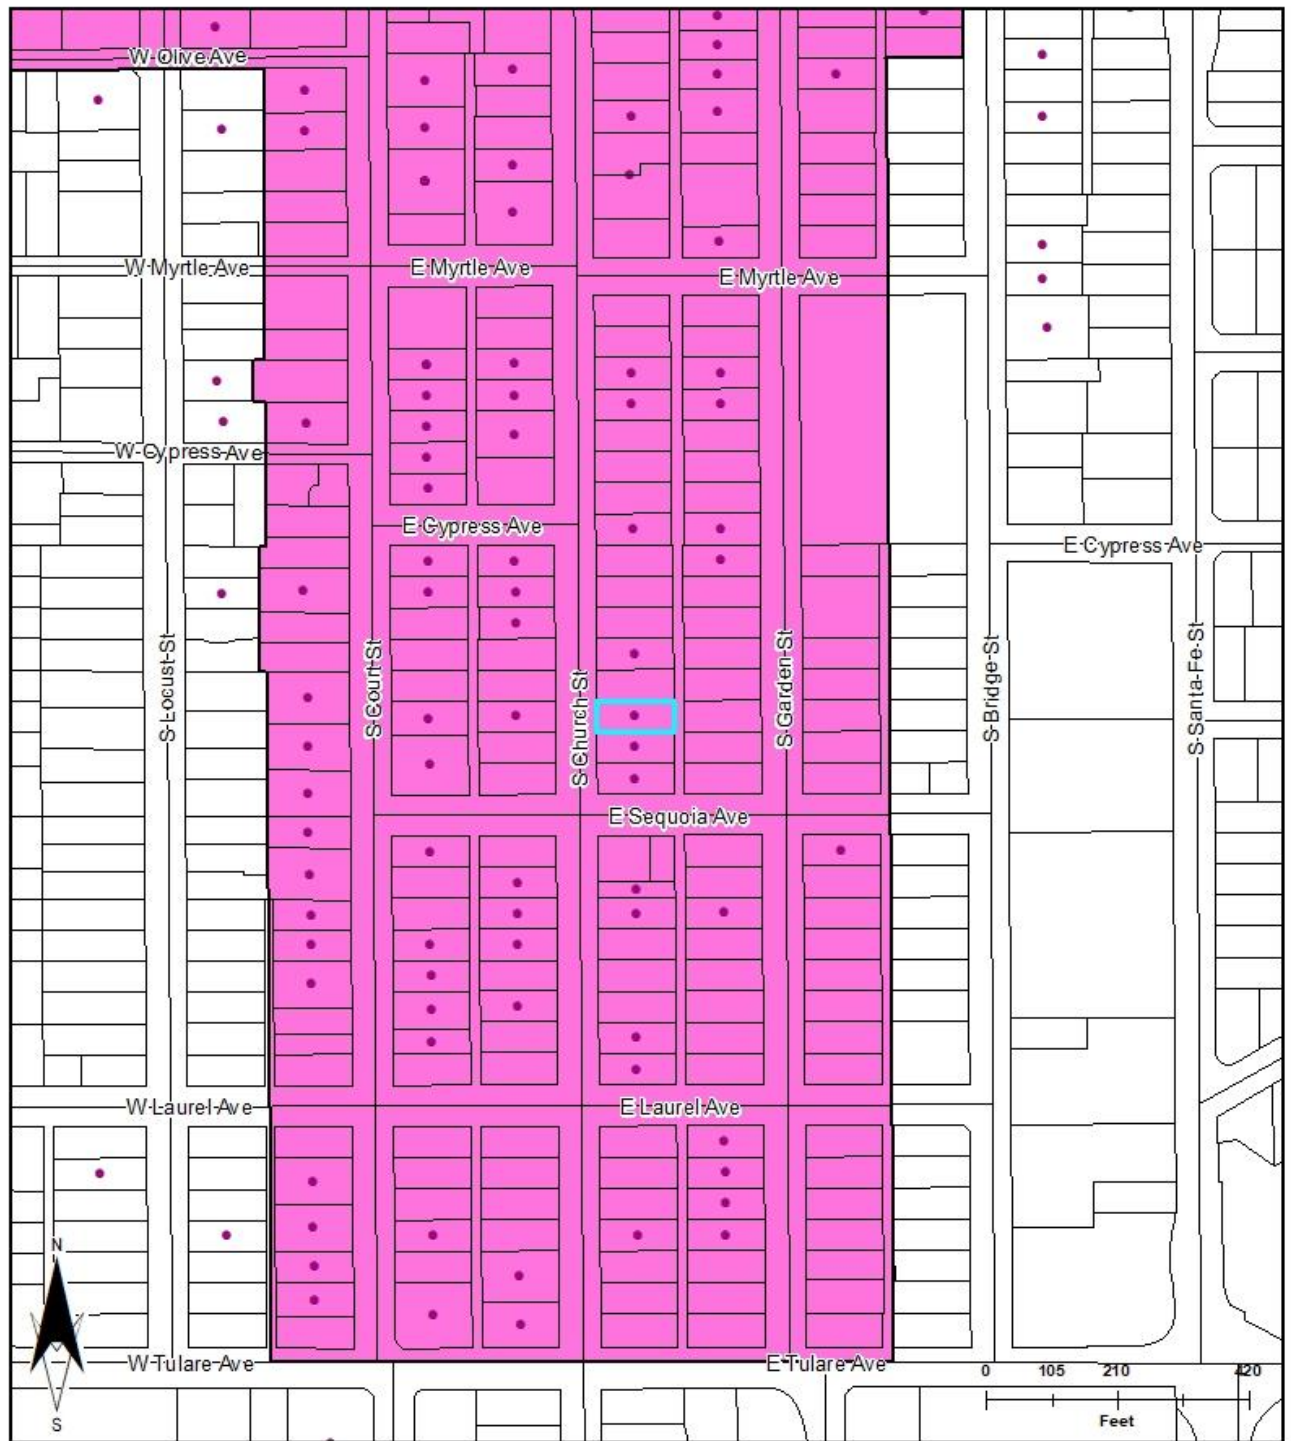 W Olive Ave
W Myrtle Ave
E Myrtle Ave
E Myrtle Ave
W Cypress Ave
E Cypress Ave
E Cypress Ave
S Locust St
S Court St
S Church St
S Garden St
S Bridge St
S Santa Fe St
E Sequoia Ave
W Laurel Ave
E Laurel Ave
N
S
W Tulare Ave
E Tulare Ave
0 105 210 420
Feet